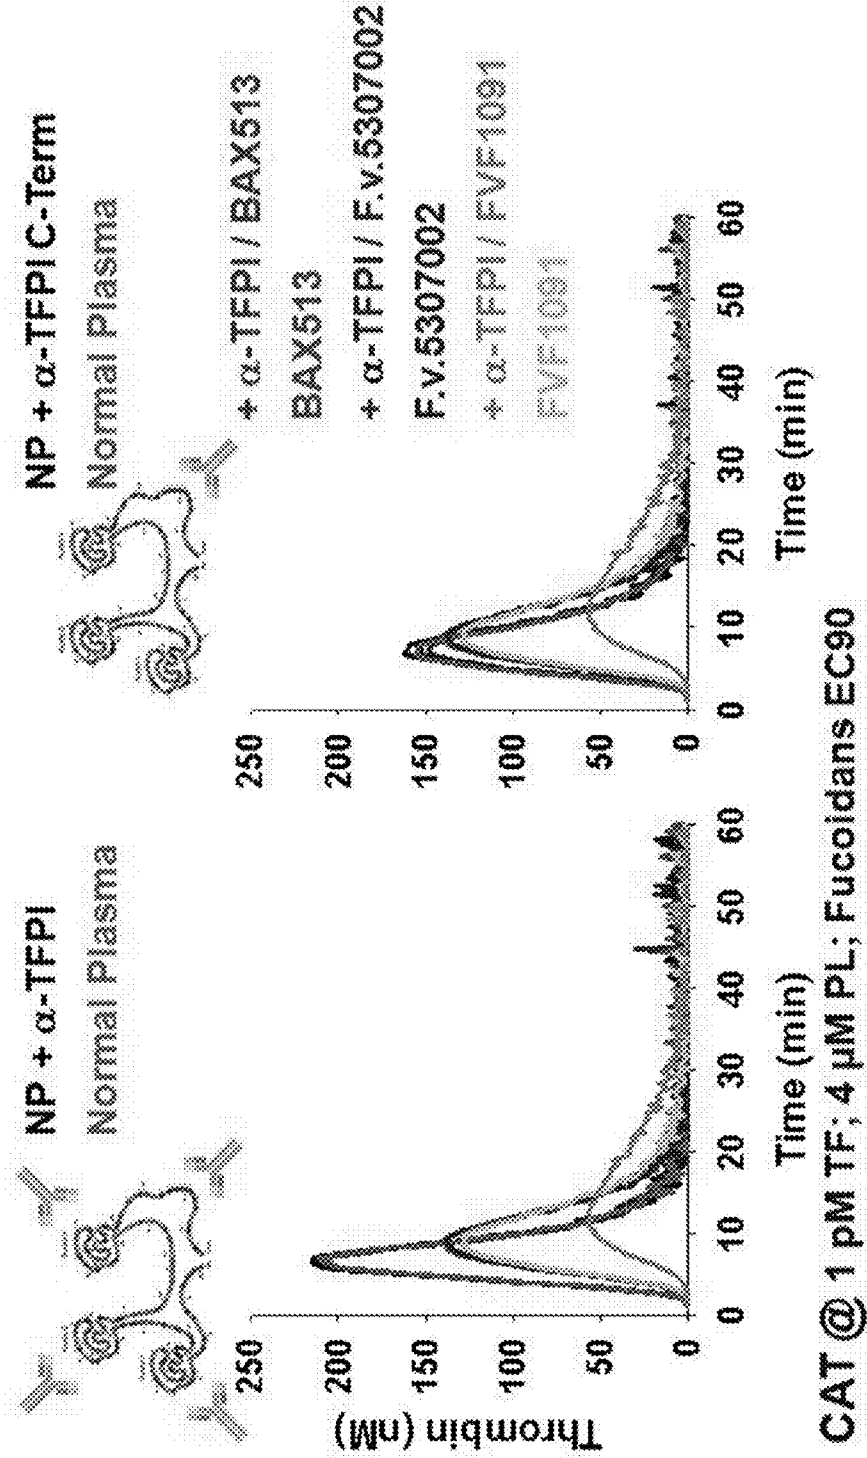 NP + α-TFPI
Normal Plasma
NP + α-TFPI C-Term
Normal Plasma
+ α-TFPI / BAX513
BAX513
+ α-TFPI / F.v.5307002
F.v.5307002
+ α-TFPI / FVF1091
FVF1091
Thrombin (nM)
250
200
150
100
50
0
0 10 20 30 40 50 60
Time (min)
250
200
150
100
50
0
0 10 20 30 40 50 60
Time (min)
CAT @ 1 pM TF; 4 µM PL; Fucoidans EC90